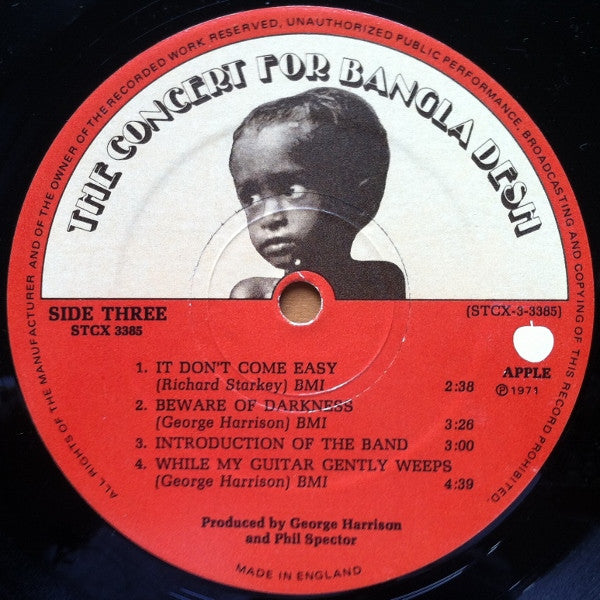 ALL RIGHTS OF THE MANUFACTURER AND OF THE OWNER OF THE RECORDED WORK RESERVED, UNAUTHORIZED PUBLIC PERFORMANCE, BROADCASTING AND COPYING OF THIS RECORD PROHIBITED.
THE CONCERT FOR BANGLA DESH
SIDE THREE
STCX 3385
(STCX-3-3385)
APPLE
℗ 1971
1. IT DON'T COME EASY
(Richard Starkey) BMI 2:38
2. BEWARE OF DARKNESS
(George Harrison) BMI 3:26
3. INTRODUCTION OF THE BAND 3:00
4. WHILE MY GUITAR GENTLY WEEPS
(George Harrison) BMI 4:39
Produced by George Harrison
and Phil Spector
MADE IN ENGLAND